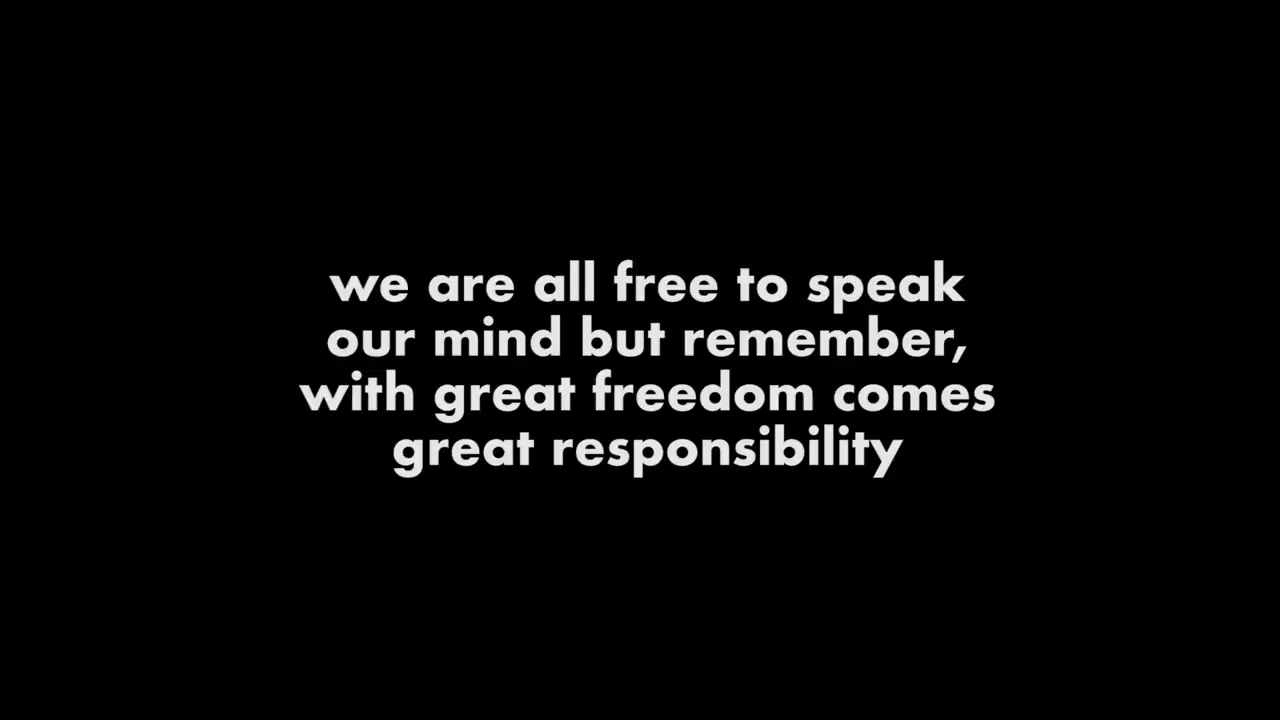 we are all free to speak
our mind but remember,
with great freedom comes
great responsibility